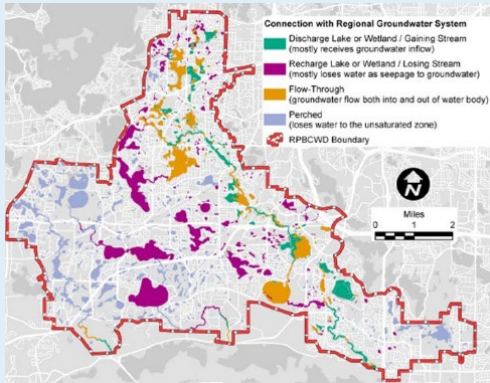 Connection with Regional Groundwater System
Discharge Lake or Wetland / Gaining Stream
(mostly receives groundwater inflow)
Recharge Lake or Wetland / Losing Stream
(mostly loses water as seepage to groundwater)
Flow-Through
(groundwater flow both into and out of water body)
Perched
(loses water to the unsaturated zone)
RPBCWD Boundary
N
Miles
0 1 2